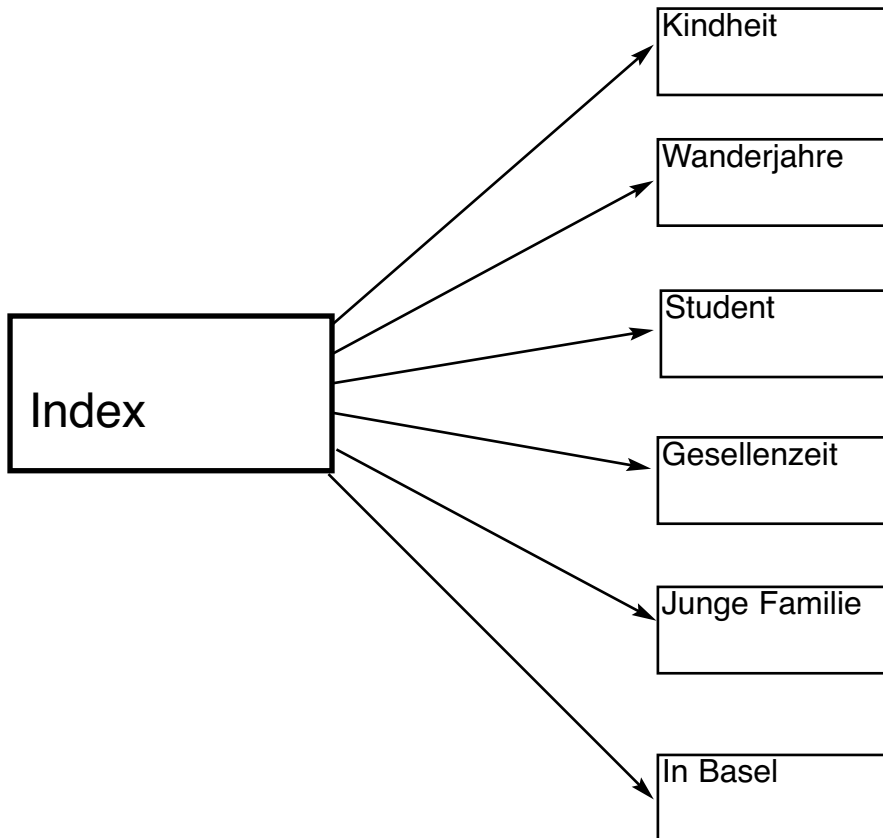 Kindheit
Wanderjahre
Student
Index
Gesellenzeit
Junge Familie
In Basel